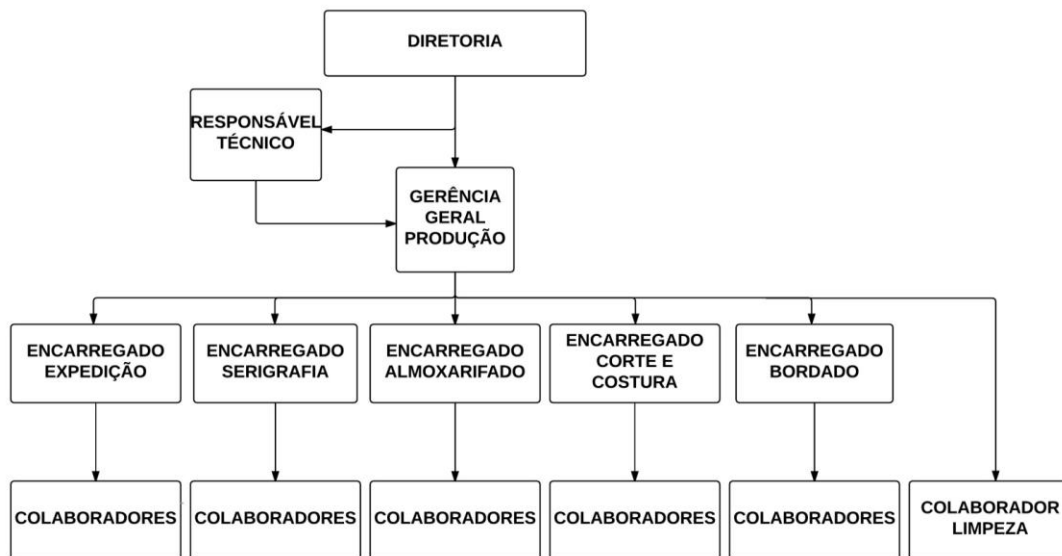 DIRETORIA
RESPONSÁVEL
TÉCNICO
GERÊNCIA
GERAL
PRODUÇÃO
ENCARREGADO
EXPEDIÇÃO
ENCARREGADO
SERIGRAFIA
ENCARREGADO
ALMOXARIFADO
ENCARREGADO
CORTE E
COSTURA
ENCARREGADO
BORDADO
COLABORADORES
COLABORADORES
COLABORADORES
COLABORADORES
COLABORADORES
COLABORADOR
LIMPEZA